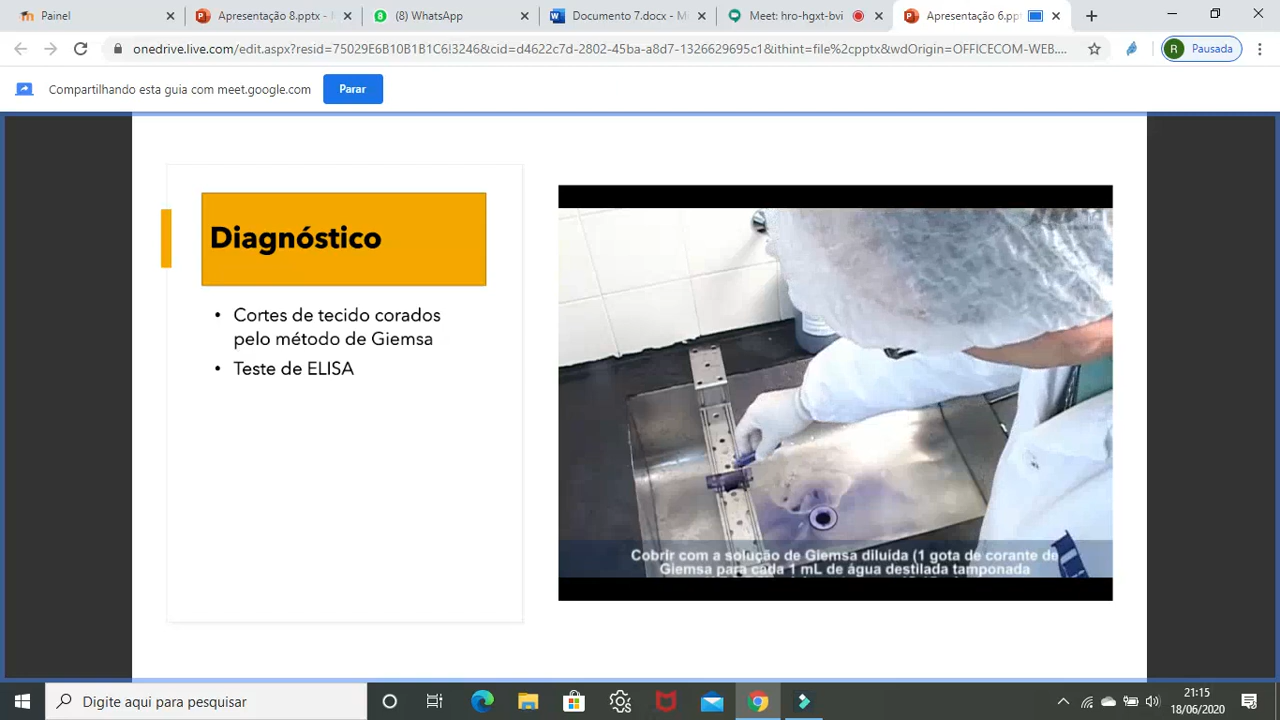 Painel
Apresentação 8.pptx -
(8) WhatsApp
Documento 7.docx - M
Meet: hro-hgxt-bvi
Apresentação 6.pp
onedrive.live.com/edit.aspx?resid=75029E6B10B1B1C6!3246&cid=d4622c7d-2802-45ba-a8d7-1326629695c1&ithint=file%2cpptx&wdOrigin=OFFICECOM-WEB....
R Pausada
Compartilhando esta guia com meet.google.com
Parar
Diagnóstico
• Cortes de tecido corados
pelo método de Giemsa
• Teste de ELISA
Cobrir com a solução de Giemsa diluída (1 gota de corante de
Giemsa para cada 1 mL de água destilada tamponada
Digite aqui para pesquisar
21:15
18/06/2020